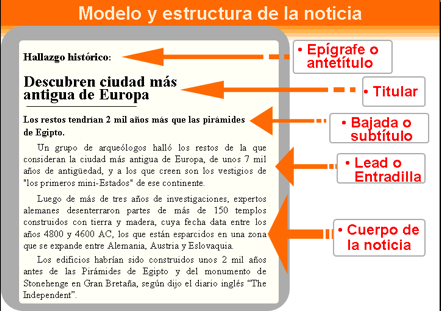 Modelo y estructura de la noticia
Hallazgo histórico:
• Epígrafe o
antetítulo
Descubren ciudad más
antigua de Europa
• Titular
Los restos tendrían 2 mil años más que las pirámides
de Egipto.
• Bajada o
subtítulo
Un grupo de arqueólogos halló los restos de la que
consideran la ciudad más antigua de Europa, de unos 7 mil
años de antigüedad, y a los que creen son los vestigios de
"los primeros mini-Estados" de ese continente.
• Lead o
Entradilla
Luego de más de tres años de investigaciones, expertos
alemanes desenterraron partes de más de 150 templos
construidos con tierra y madera, cuya fecha data entre los
años 4800 y 4600 AC, los que están esparcidos en una zona
que se expande entre Alemania, Austria y Eslovaquia.
Los edificios habrían sido construidos unos 2 mil años
antes de las Pirámides de Egipto y del monumento de
Stonehenge en Gran Bretaña, según dijo el diario inglés "The
Independent".
• Cuerpo de
la noticia